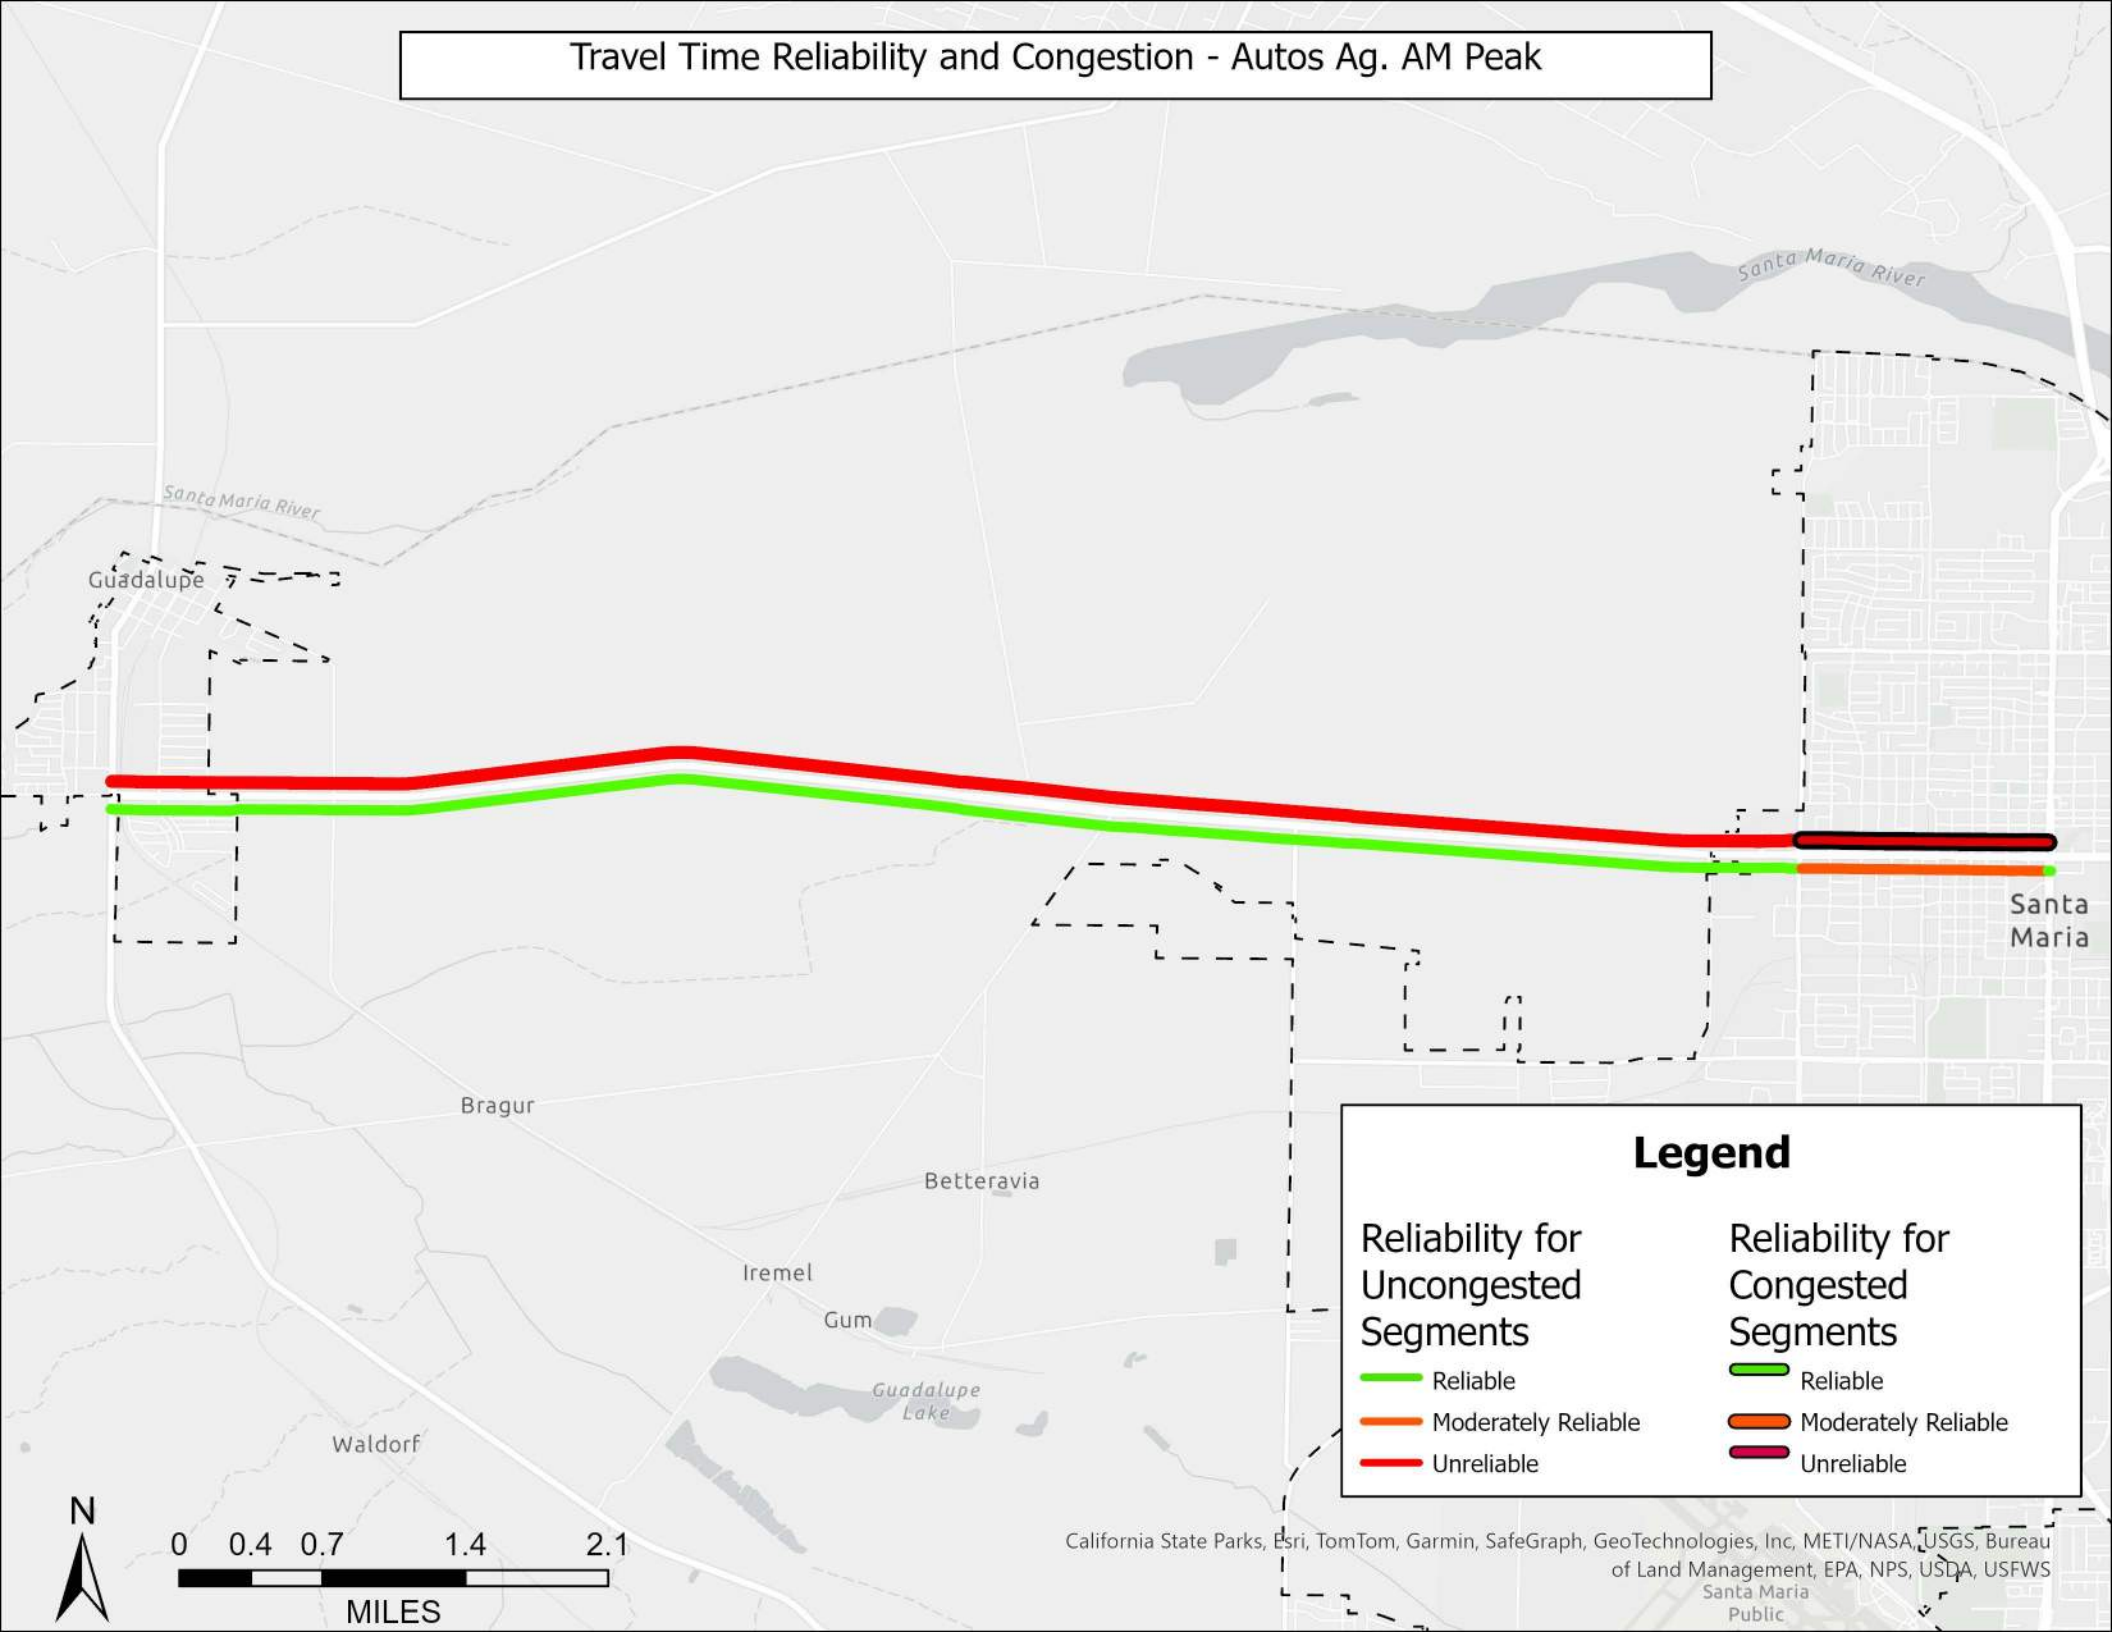 Travel Time Reliability and Congestion - Autos Ag. AM Peak
Santa Maria River
Santa Maria River
Guadalupe
Santa
Maria
Bragur
Betteravia
Iremel
Gum
Guadalupe
Lake
Waldorf
Legend
Reliability for
Uncongested
Segments
Reliable
Moderately Reliable
Unreliable
Reliability for
Congested
Segments
Reliable
Moderately Reliable
Unreliable
N
0 0.4 0.7 1.4 2.1
MILES
California State Parks, Esri, TomTom, Garmin, SafeGraph, GeoTechnologies, Inc, METI/NASA, USGS, Bureau
of Land Management, EPA, NPS, USDA, USFWS
Santa Maria
Public